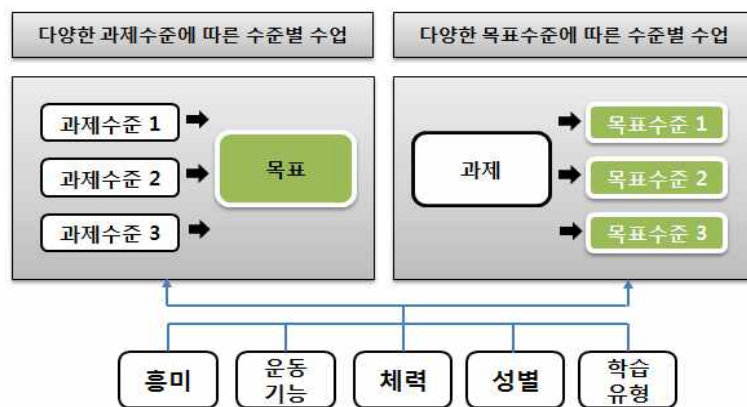 다양한 과제수준에 따른 수준별 수업
다양한 목표수준에 따른 수준별 수업
과제수준 1
과제수준 2
과제수준 3
목표
과제
목표수준 1
목표수준 2
목표수준 3
흥미
운동
기능
체력
성별
학습
유형